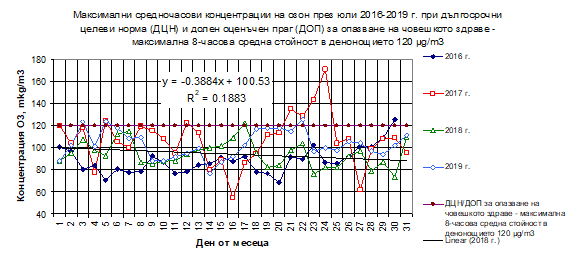 Максимални средночасови концентрации на озон през юли 2016-2019 г. при дългосрочни
целеви норма (ДЦН) и долен оценъчен праг (ДОП) за опазване на човешкото здраве -
максимална 8-часова средна стойност в денонощието 120 μg/m3
Концентрация О3, mkg/m3
180
160
140
120
100
80
60
40
y = -0.3884x + 100.53
R² = 0.1883
1 2 3 4 5 6 7 8 9 10 11 12 13 14 15 16 17 18 19 20 21 22 23 24 25 26 27 28 29 30 31
Ден от месеца
2016 г.
2017 г.
2018 г.
2019 г.
ДЦН/ДОП за опазване на
човешкото здраве - максимална
8-часова средна стойност в
денонощието 120 μg/m3
Linear (2018 г.)